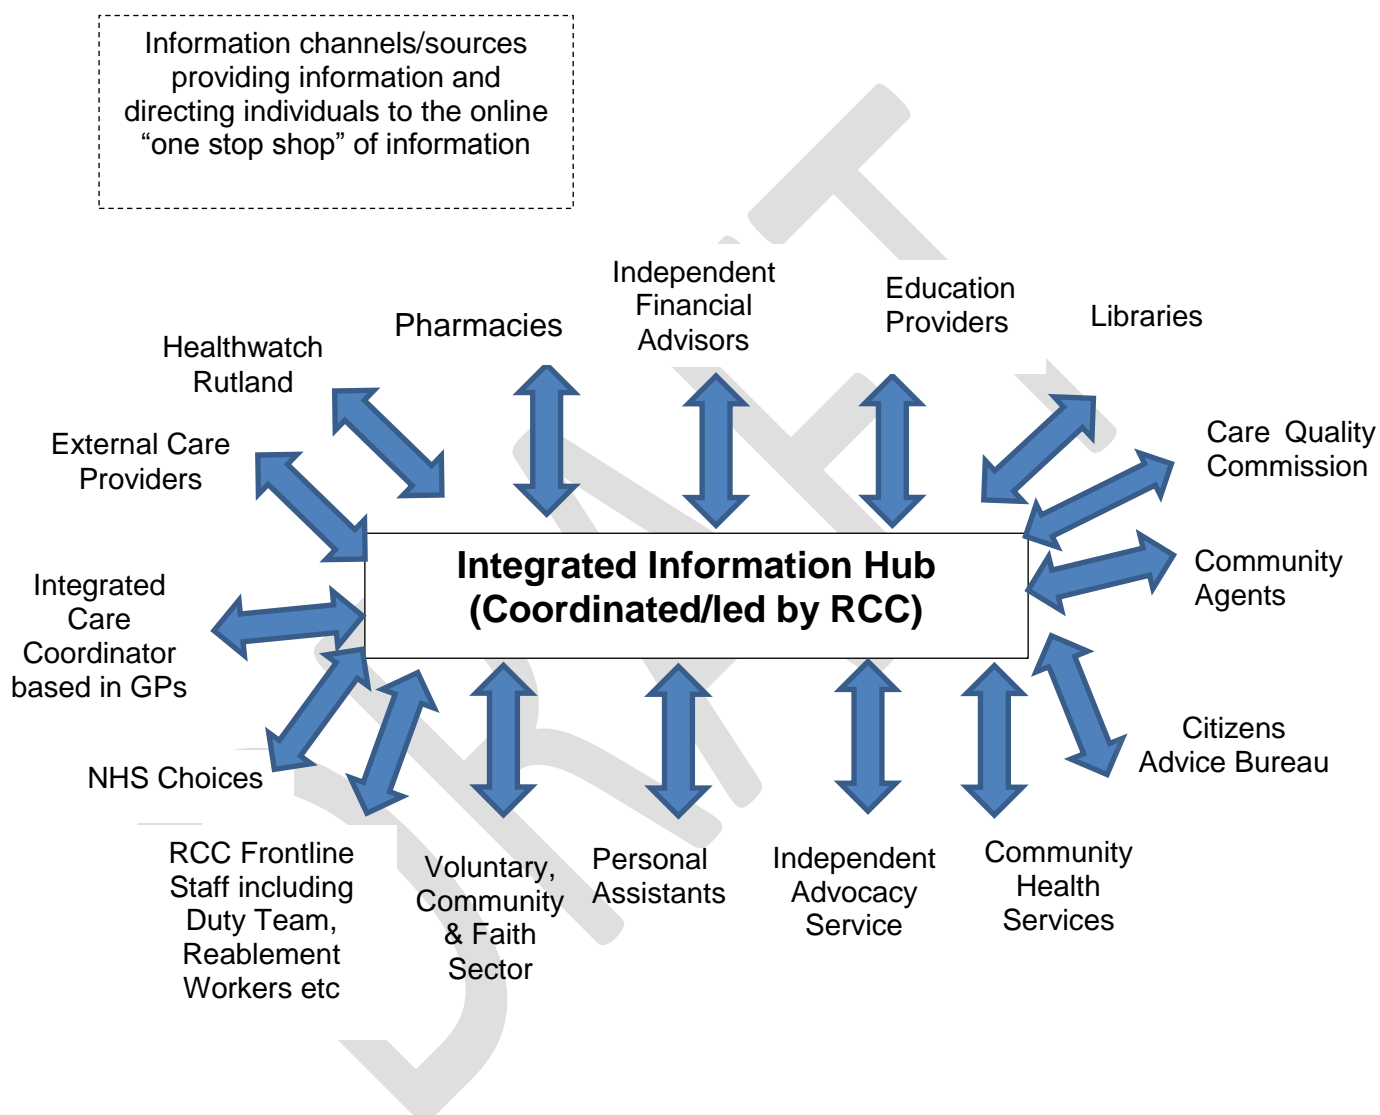 Information channels/sources
providing information and
directing individuals to the online
“one stop shop” of information
Independent
Financial
Advisors
Education
Providers
Libraries
Pharmacies
Healthwatch
Rutland
External Care
Providers
Care Quality
Commission
Integrated Information Hub
(Coordinated/led by RCC)
Community
Agents
Integrated
Care
Coordinator
based in GPs
Citizens
Advice Bureau
NHS Choices
RCC Frontline
Staff including
Duty Team,
Reablement
Workers etc
Voluntary,
Community
& Faith
Sector
Personal
Assistants
Independent
Advocacy
Service
Community
Health
Services
DRAFT